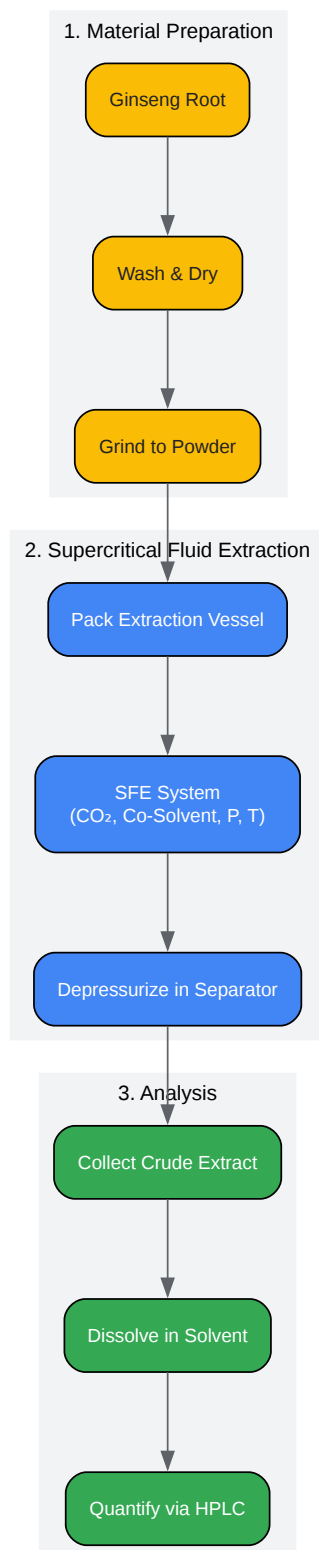 1. Material Preparation
Ginseng Root
Wash & Dry
Grind to Powder
2. Supercritical Fluid Extraction
Pack Extraction Vessel
SFE System
(CO₂, Co-Solvent, P, T)
Depressurize in Separator
3. Analysis
Collect Crude Extract
Dissolve in Solvent
Quantify via HPLC